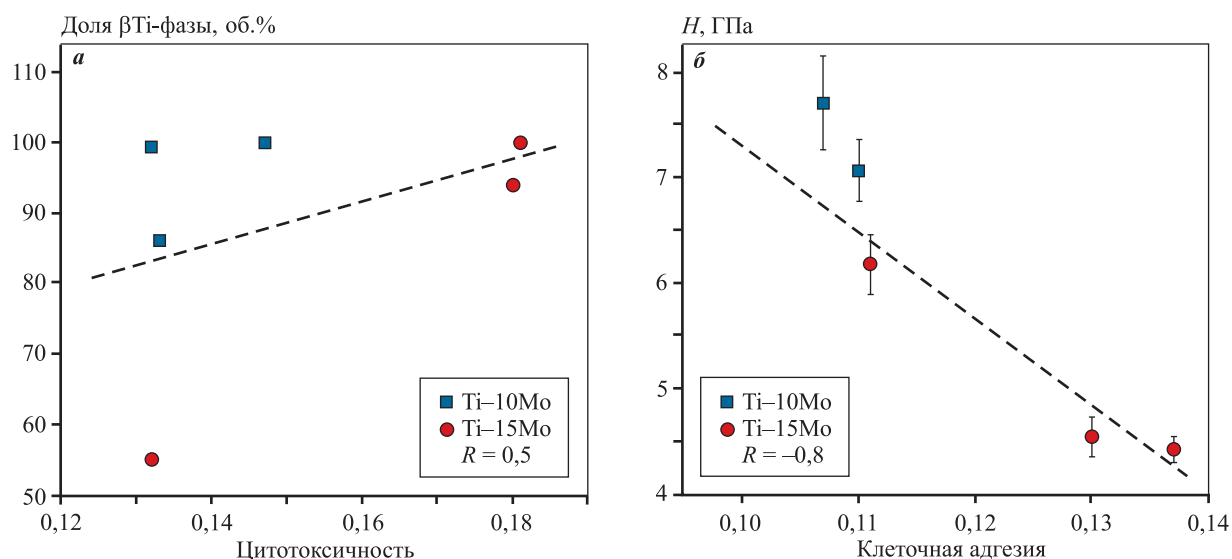 Доля βTi-фазы, об.%
а
110
100
90
80
70
60
50
0,12
0,14
0,16
0,18
Цитотоксичность
Ti–10Mo
Ti–15Mo
R = 0,5
H, ГПа
б
8
7
6
5
4
0,10
0,11
0,12
0,13
0,14
Клеточная адгезия
Ti–10Mo
Ti–15Mo
R = –0,8